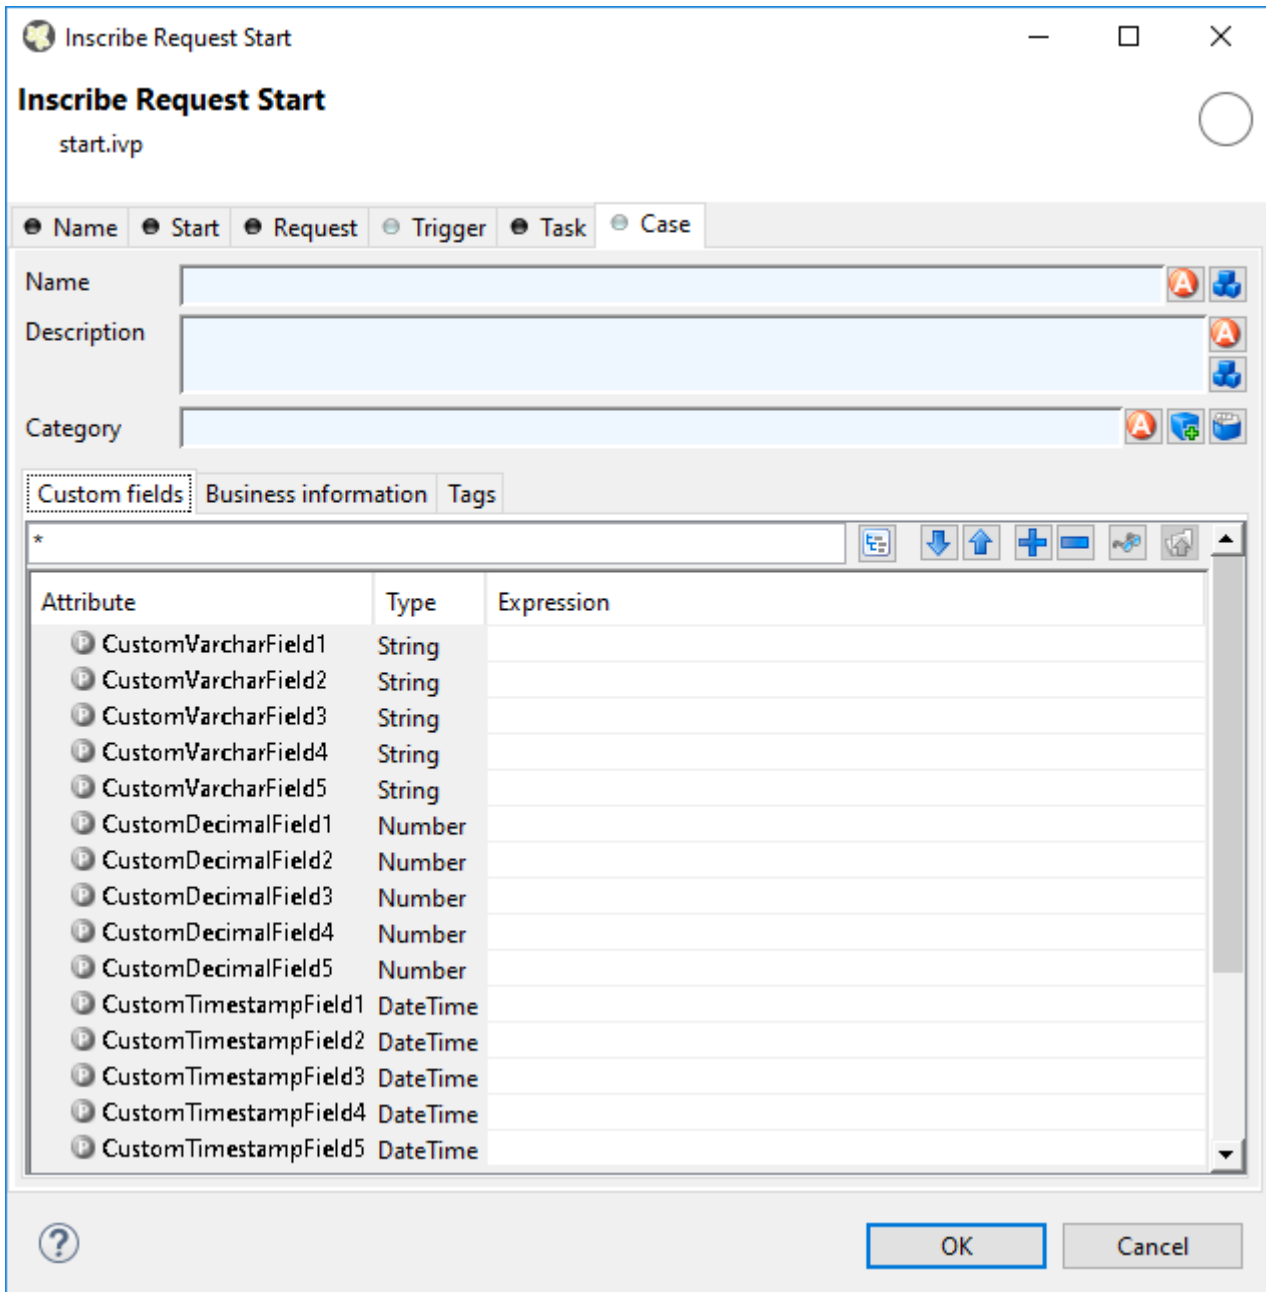 Inscribe Request Start
Inscribe Request Start
start.ivp
Name Start Request Trigger Task Case
Name
Description
Category
Custom fields Business information Tags
*
Attribute Type Expression
CustomVarcharField1 String
CustomVarcharField2 String
CustomVarcharField3 String
CustomVarcharField4 String
CustomVarcharField5 String
CustomDecimalField1 Number
CustomDecimalField2 Number
CustomDecimalField3 Number
CustomDecimalField4 Number
CustomDecimalField5 Number
CustomTimestampField1 DateTime
CustomTimestampField2 DateTime
CustomTimestampField3 DateTime
CustomTimestampField4 DateTime
CustomTimestampField5 DateTime
OK Cancel